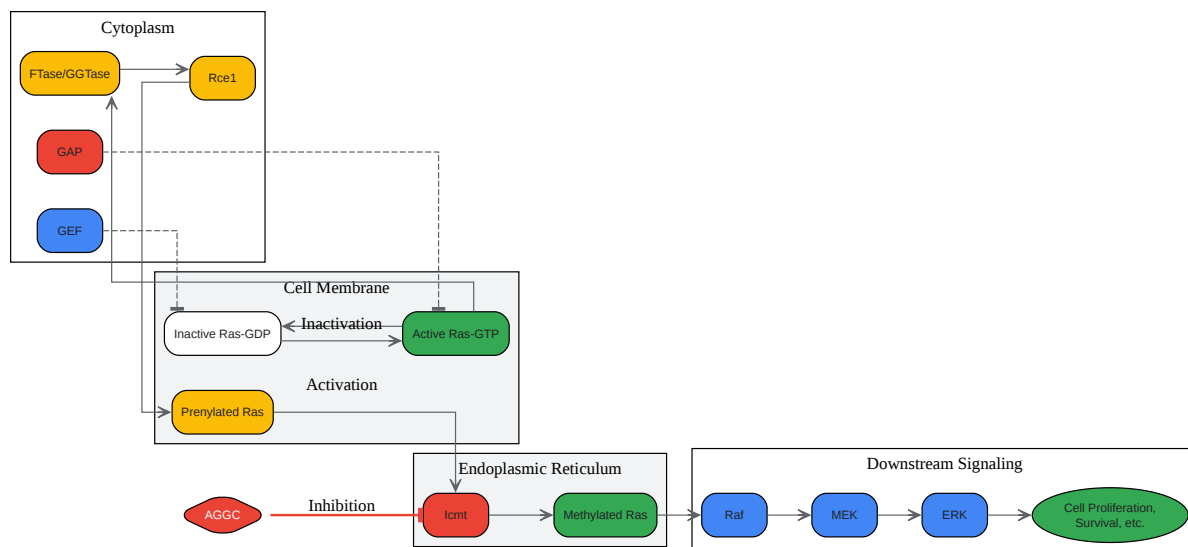 Cytoplasm
FTase/GGTase
Rce1
GAP
GEF
Cell Membrane
Inactive Ras-GDP
Inactivation
Active Ras-GTP
Activation
Prenylated Ras
Endoplasmic Reticulum
Downstream Signaling
AGGC
Inhibition
Icmt
Methylated Ras
Raf
MEK
ERK
Cell Proliferation,
Survival, etc.